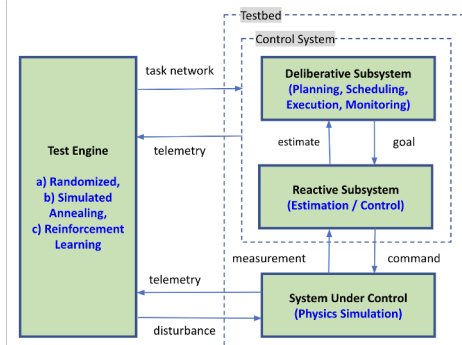 Testbed
Control System
task network
Deliberative Subsystem
(Planning, Scheduling,
Execution, Monitoring)
telemetry
estimate
goal
Test Engine
a) Randomized,
b) Simulated
Annealing,
c) Reinforcement
Learning
Reactive Subsystem
(Estimation / Control)
measurement
command
telemetry
System Under Control
(Physics Simulation)
disturbance